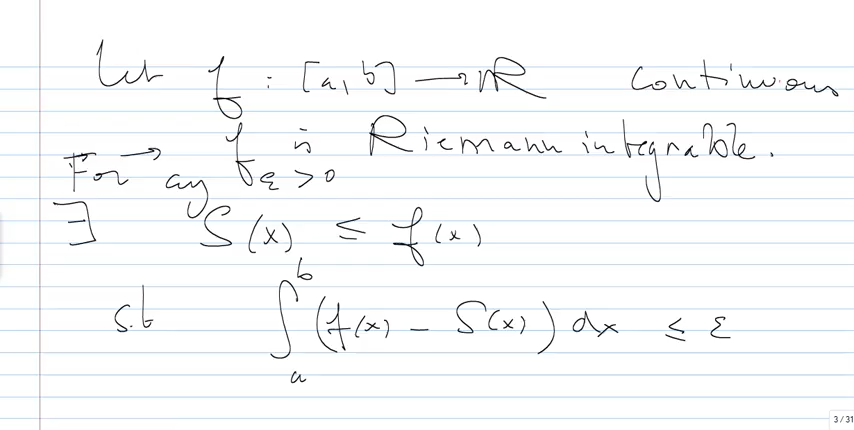 Let f : [a, b] → ℝ continuous
→ f is Riemann integrable.
For any ε > 0
∃ S(x) ≤ f(x)
s.t ∫_a^b (f(x) − S(x)) dx ≤ ε
3 / 31